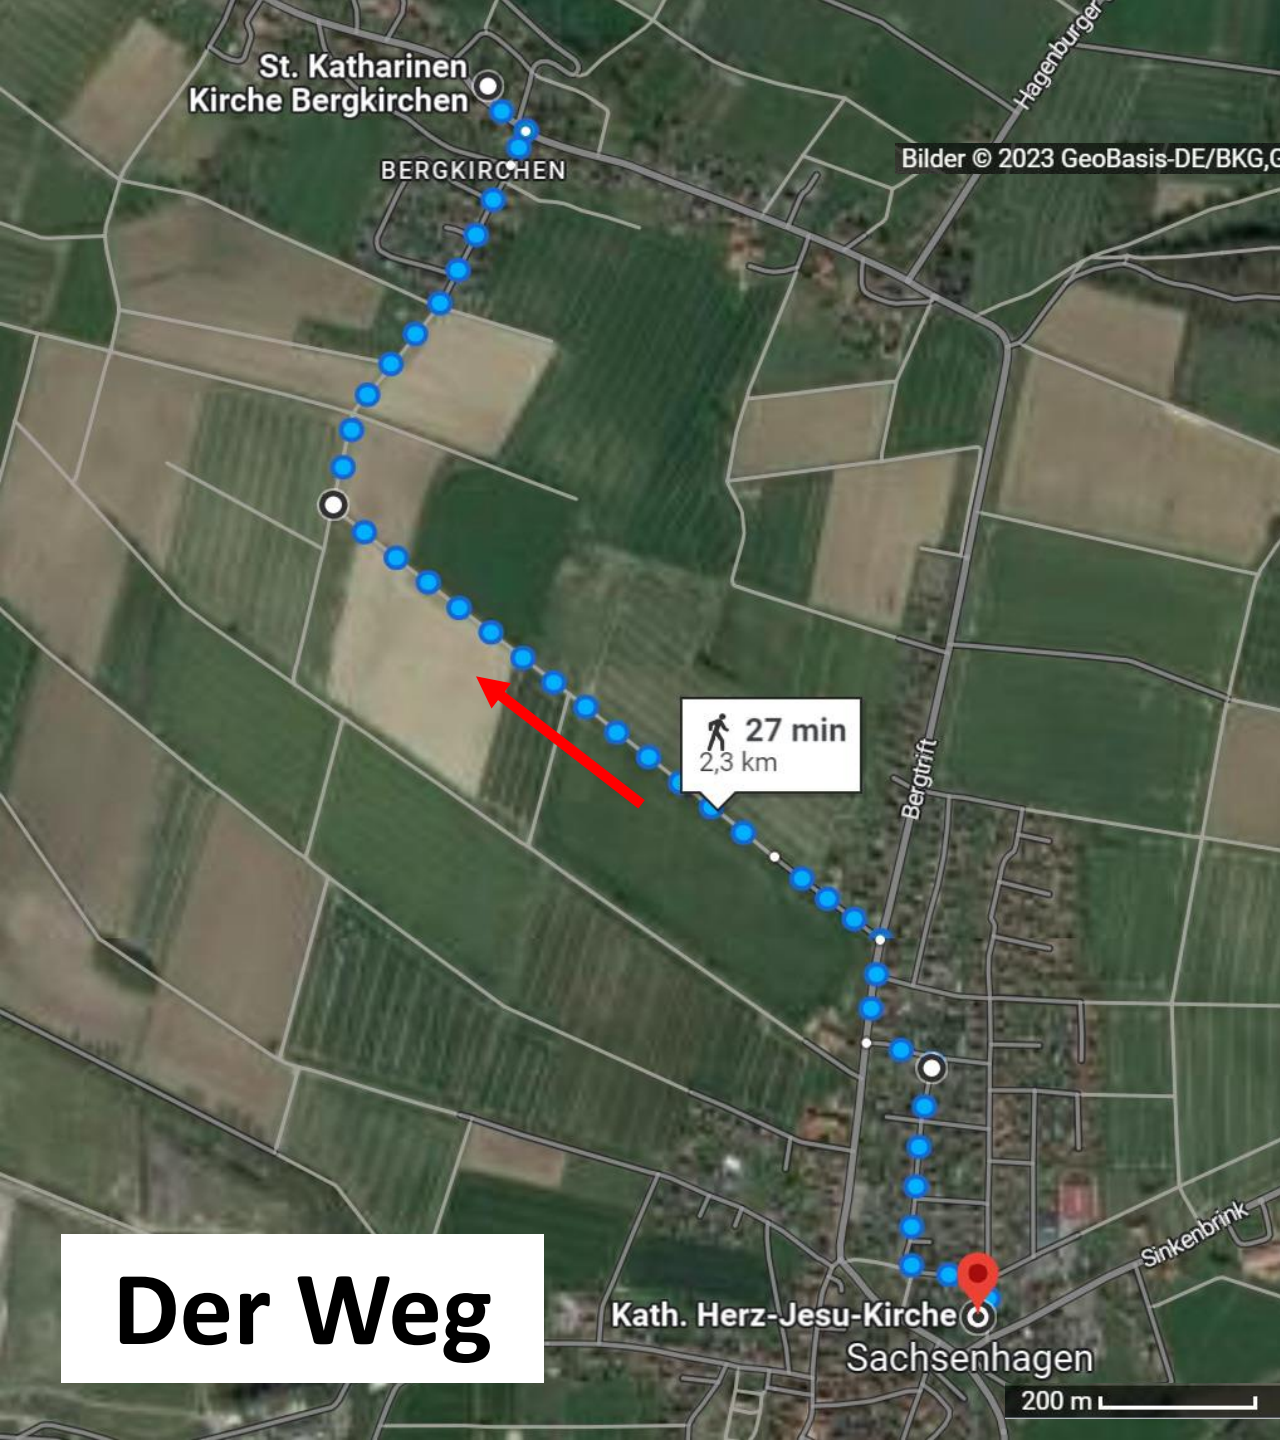 St. Katharinen
Kirche Bergkirchen
BERGKIRCHEN
Hagenburger
Bilder © 2023 GeoBasis-DE/BKG,G
27 min
2,3 km
Bergtrift
Sinkenbrink
Der Weg
Kath. Herz-Jesu-Kirche
Sachsenhagen
200 m